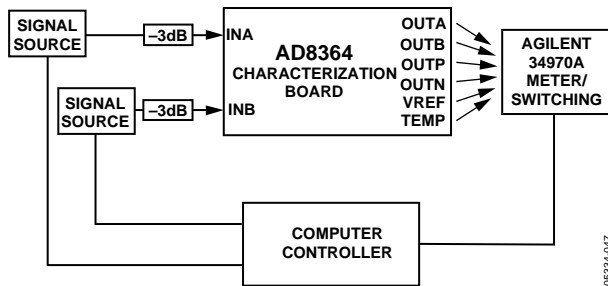 SIGNAL
SOURCE
–3dB
INA
AD8364
CHARACTERIZATION
BOARD
OUTA
OUTB
OUTP
OUTN
VREF
TEMP
AGILENT
34970A
METER/
SWITCHING
SIGNAL
SOURCE
–3dB
INB
COMPUTER
CONTROLLER
05334-047